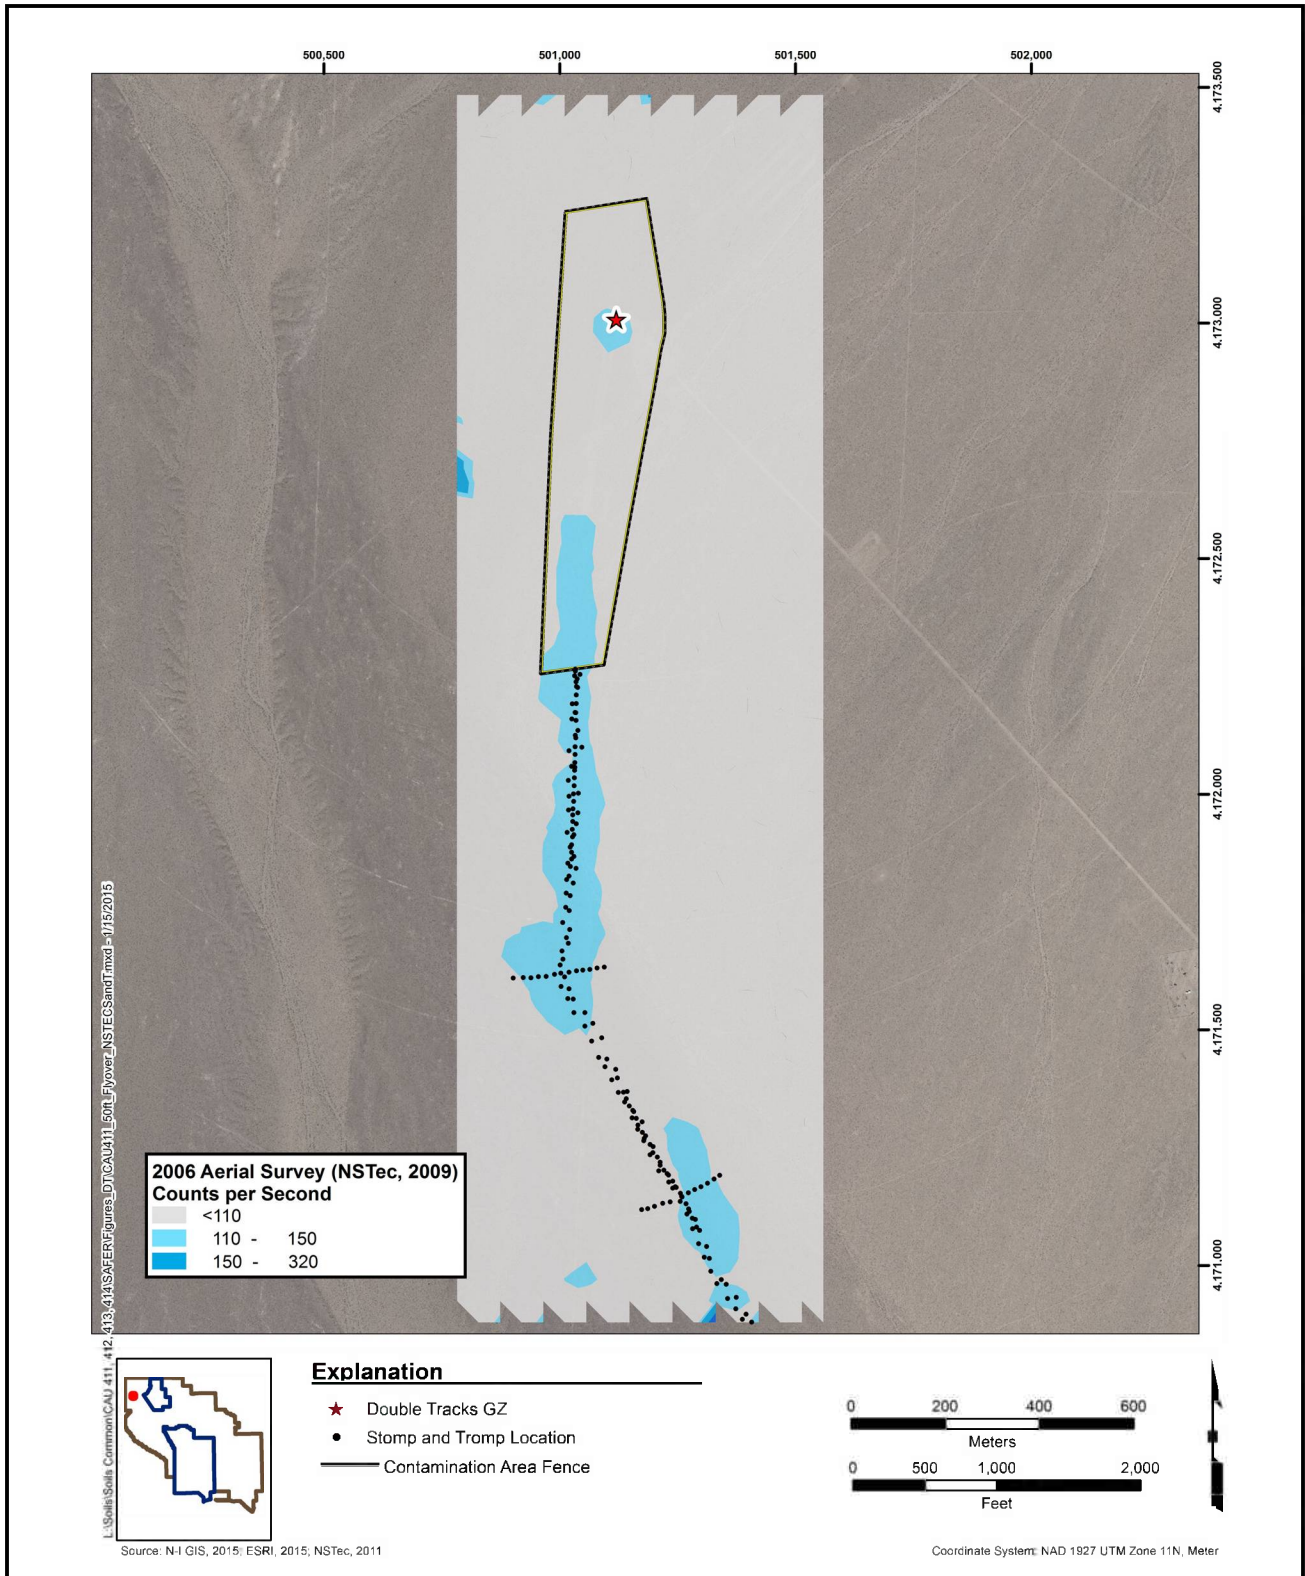 500,500
501,000
501,500
502,000
4,173,500
4,173,000
4,172,500
4,172,000
4,171,500
4,171,000
L:\Soils\Soils Common\CAU 411, 412, 413, 414\SAFER\Figures_DT\CAU411_50ft_Flyover_NSTECSandT.mxd - 1/15/2015
2006 Aerial Survey (NSTec, 2009)
Counts per Second
<110
110 - 150
150 - 320
Explanation
Double Tracks GZ
Stomp and Tromp Location
Contamination Area Fence
0 200 400 600
Meters
0 500 1,000 2,000
Feet
Source: N-I GIS, 2015; ESRI, 2015; NSTec, 2011
Coordinate System: NAD 1927 UTM Zone 11N, Meter